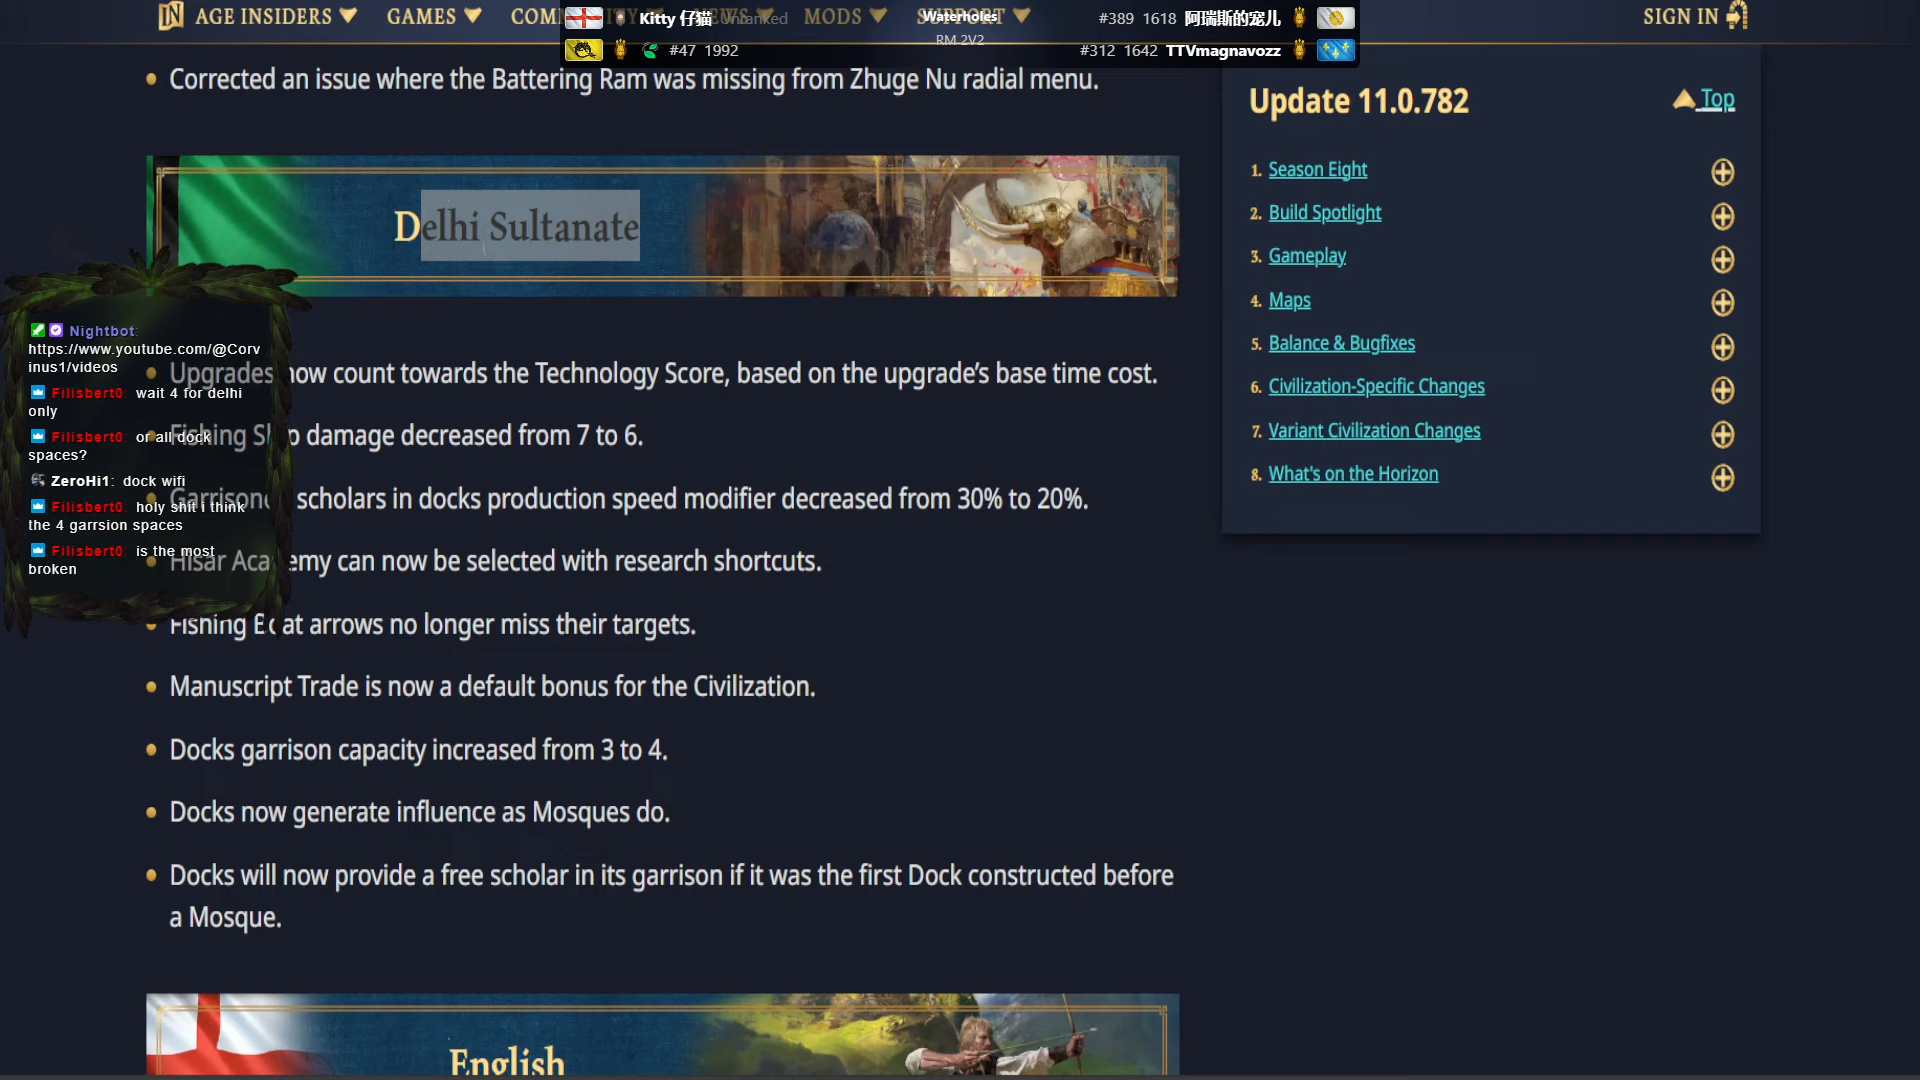 AGE INSIDERS GAMES COM NEWS MODS SUPPORT SIGN IN
Kitty 仔猫 Unranked
Waterholes
RM 2V2
#389 1618 阿瑞斯的宠儿
#47 1992
#312 1642 TTVmagnavozz
Corrected an issue where the Battering Ram was missing from Zhuge Nu radial menu.
Delhi Sultanate
Upgrades now count towards the Technology Score, based on the upgrade's base time cost.
Fishing Ship damage decreased from 7 to 6.
Garrisoned scholars in docks production speed modifier decreased from 30% to 20%.
Hisar Academy can now be selected with research shortcuts.
Fishing Boat arrows no longer miss their targets.
Manuscript Trade is now a default bonus for the Civilization.
Docks garrison capacity increased from 3 to 4.
Docks now generate influence as Mosques do.
Docks will now provide a free scholar in its garrison if it was the first Dock constructed before
a Mosque.
English
Nightbot:
https://www.youtube.com/@Corv
inus1/videos
Filisbert0: wait 4 for delhi
only
Filisbert0: or all dock
spaces?
ZeroHi1: dock wifi
Filisbert0: holy shit i think
the 4 garrsion spaces
Filisbert0: is the most
broken
Update 11.0.782
Top
1. Season Eight
2. Build Spotlight
3. Gameplay
4. Maps
5. Balance & Bugfixes
6. Civilization-Specific Changes
7. Variant Civilization Changes
8. What's on the Horizon